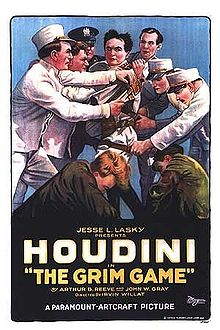 JESSE L. LASKY
PRESENTS
HOUDINI
IN
"THE GRIM GAME"
BY ARTHUR B. REEVE AND JOHN W. GRAY
DIRECTED BY IRVIN WILLAT
A PARAMOUNT-ARTCRAFT PICTURE